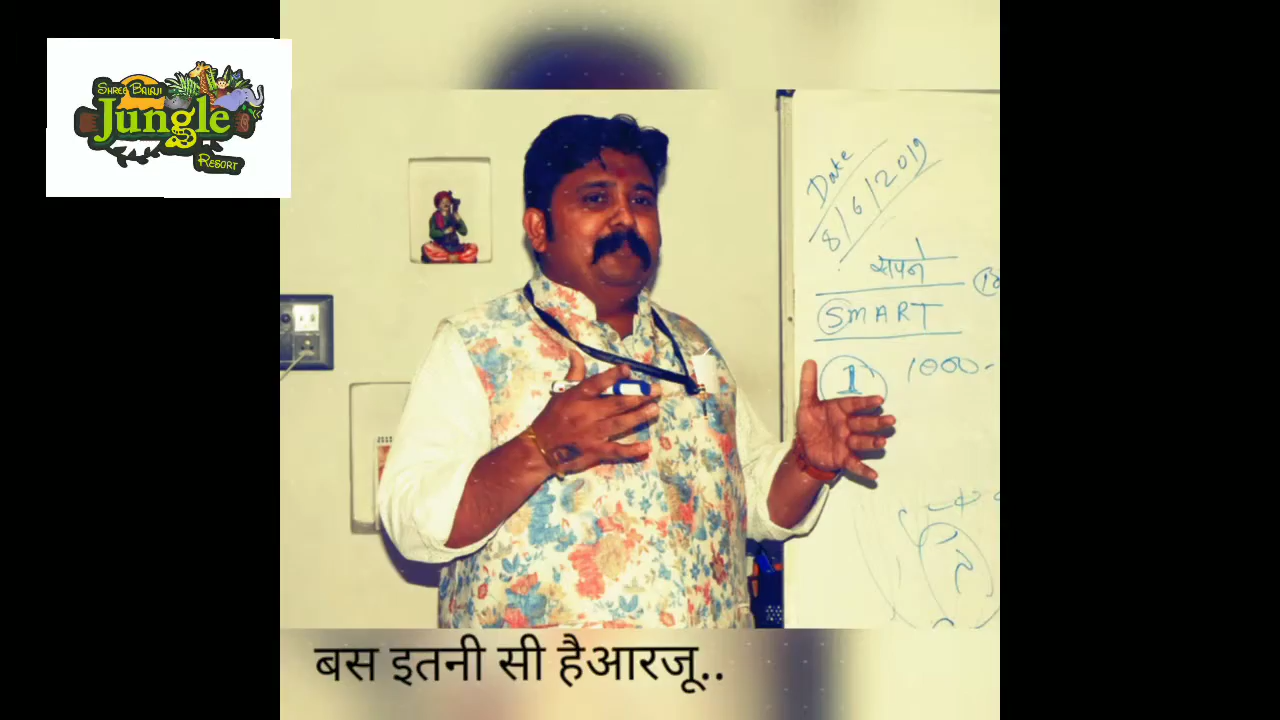 SHREE BALAJI
Jungle
RESORT
Date
8/6/2019
सपने
SMART
1
1000-
बस इतनी सी हैआरजू..